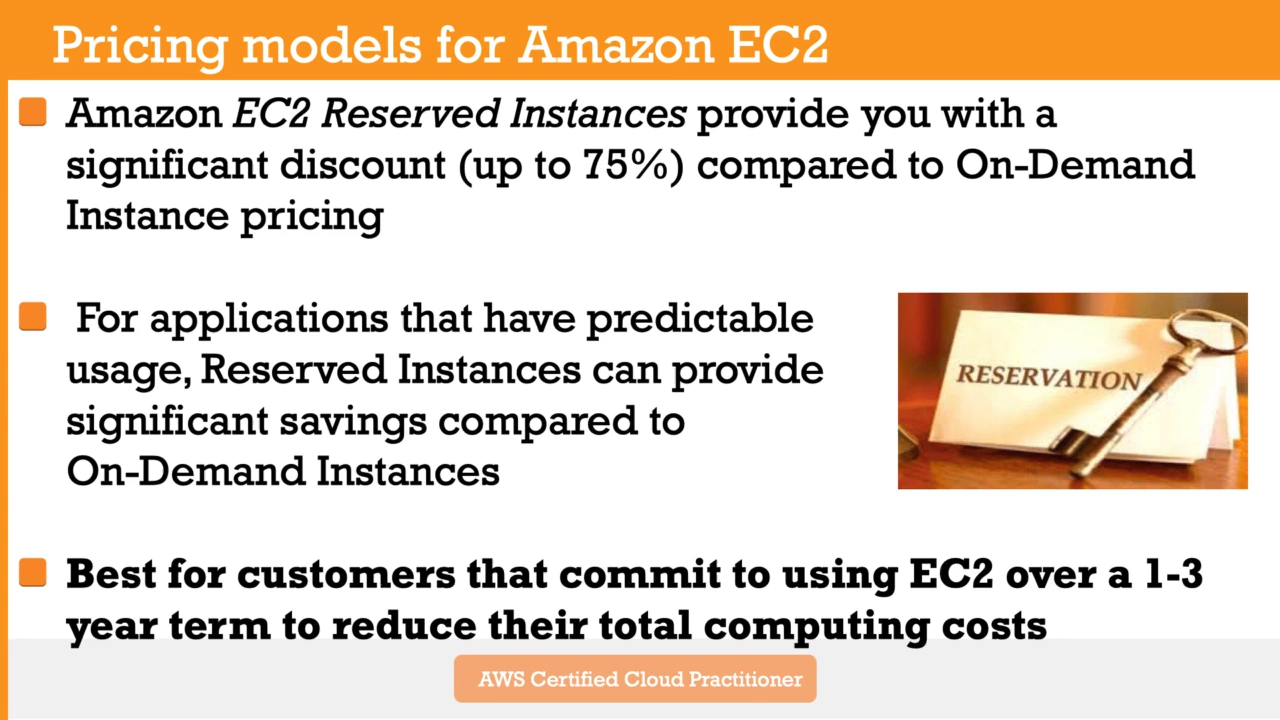 Pricing models for Amazon EC2
Amazon EC2 Reserved Instances provide you with a
significant discount (up to 75%) compared to On-Demand
Instance pricing
For applications that have predictable
usage, Reserved Instances can provide
significant savings compared to
On-Demand Instances
RESERVATION
Best for customers that commit to using EC2 over a 1-3
year term to reduce their total computing costs
AWS Certified Cloud Practitioner